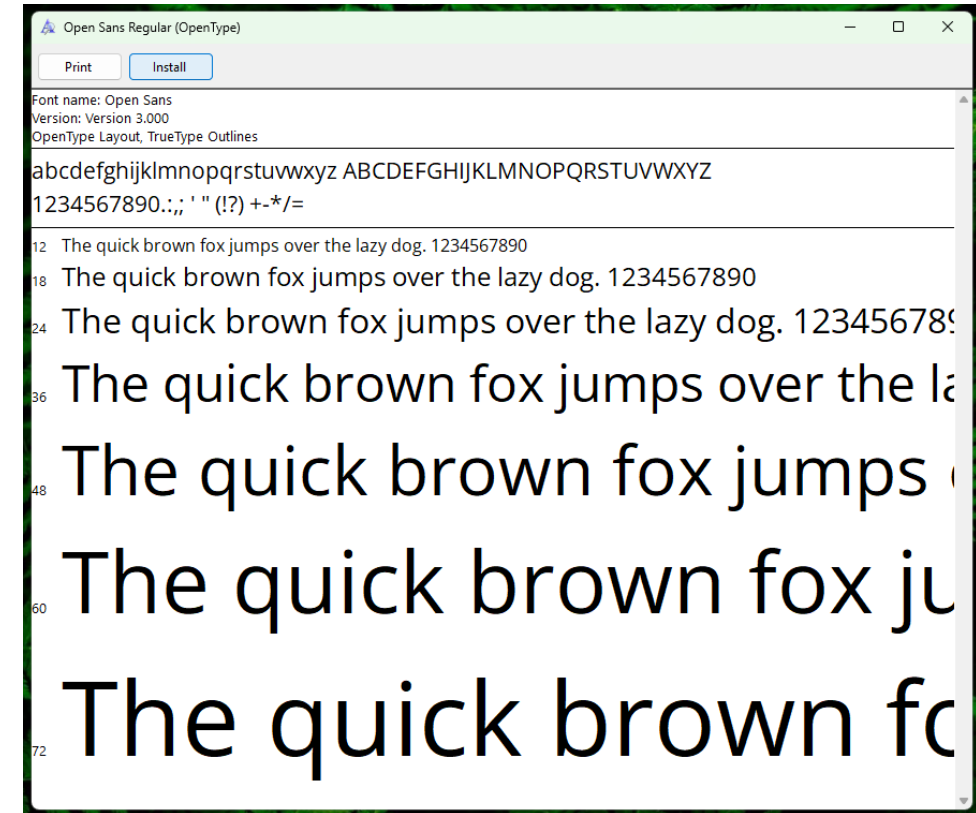 Open Sans Regular (OpenType)
Print Install
Font name: Open Sans
Version: Version 3.000
OpenType Layout, TrueType Outlines
abcdefghijklmnopqrstuvwxyz ABCDEFGHIJKLMNOPQRSTUVWXYZ
1234567890.:,; ' " (!?) +-*/=
12 The quick brown fox jumps over the lazy dog. 1234567890
18 The quick brown fox jumps over the lazy dog. 1234567890
24 The quick brown fox jumps over the lazy dog. 123456789
36 The quick brown fox jumps over the la
48 The quick brown fox jumps
60 The quick brown fox ju
72 The quick brown fo